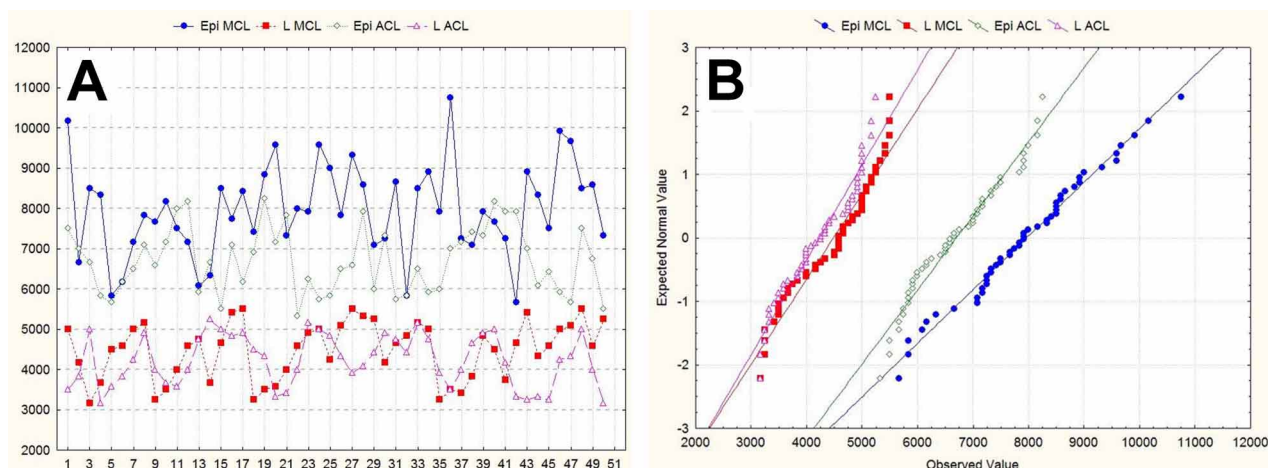 Epi MCL L MCL Epi ACL L ACL
A
12000
11000
10000
9000
8000
7000
6000
5000
4000
3000
2000
1 3 5 7 9 11 13 15 17 19 21 23 25 27 29 31 33 35 37 39 41 43 45 47 49 51
Epi MCL L MCL Epi ACL L ACL
B
Expected Normal Value
3
2
1
0
-1
-2
-3
2000 3000 4000 5000 6000 7000 8000 9000 10000 11000 12000
Observed Value